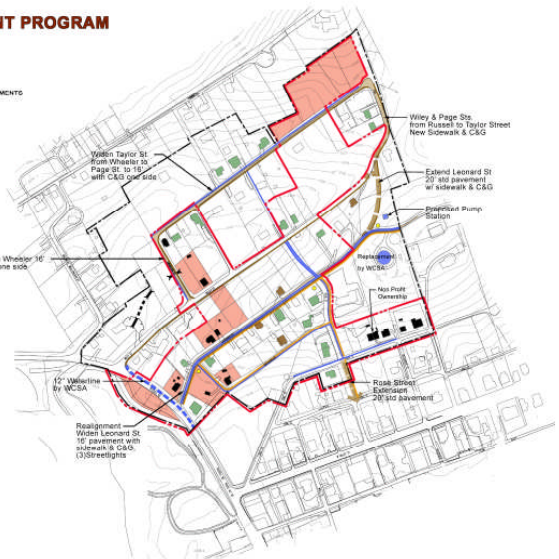 NT PROGRAM
MENTS
Wiley & Page Sts.
from Russell to Taylor Street
New Sidewalk & C&G
Widen Taylor St.
from Wheeler to
Page St. to 16'
with C&G one side
Extend Leonard St
20' std pavement
w/ sidewalk & C&G
Proposed Pump
Station
Wheeler 16'
one side
Replacement
by WCSA
Non Profit
Ownership
12" Waterline
by WCSA
Rose Street
Extension
20' std pavement
Realignment
Widen Leonard St.
16' pavement with
sidewalk & C&G,
(3)Streetlights